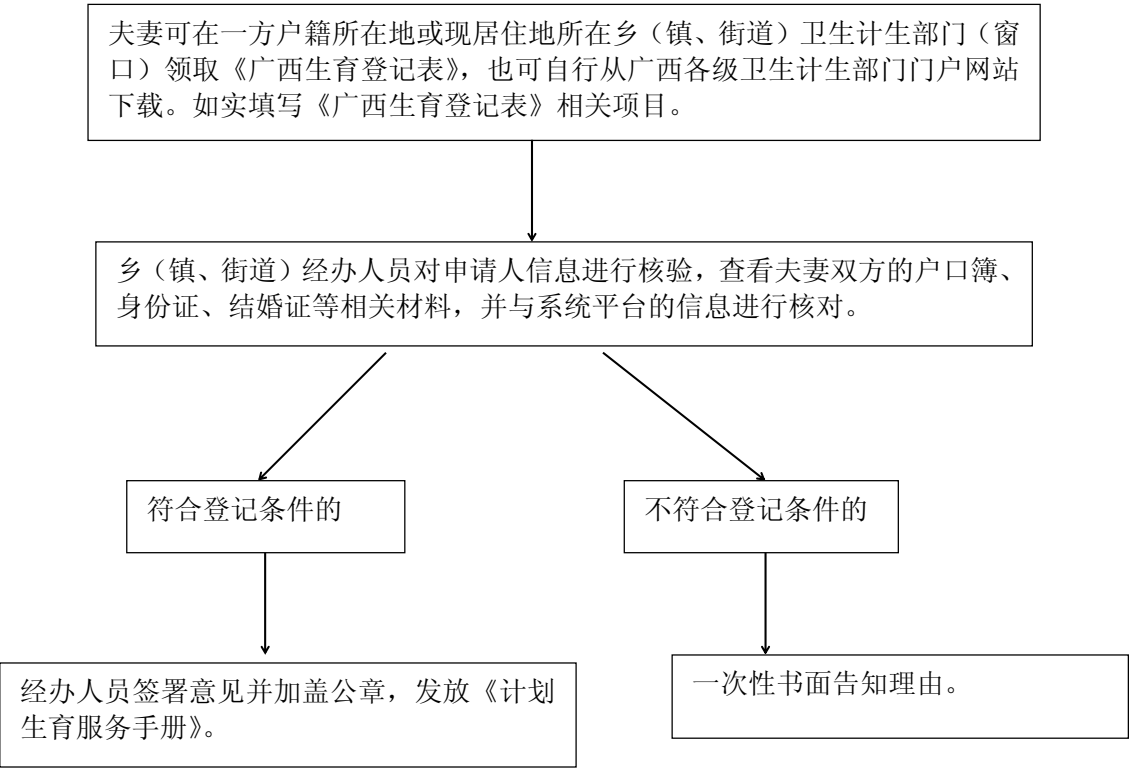 夫妻可在一方户籍所在地或现居住地所在乡（镇、街道）卫生计生部门（窗
口）领取《广西生育登记表》，也可自行从广西各级卫生计生部门门户网站
下载。如实填写《广西生育登记表》相关项目。
乡（镇、街道）经办人员对申请人信息进行核验，查看夫妻双方的户口簿、
身份证、结婚证等相关材料，并与系统平台的信息进行核对。
符合登记条件的
不符合登记条件的
经办人员签署意见并加盖公章，发放《计划
生育服务手册》。
一次性书面告知理由。